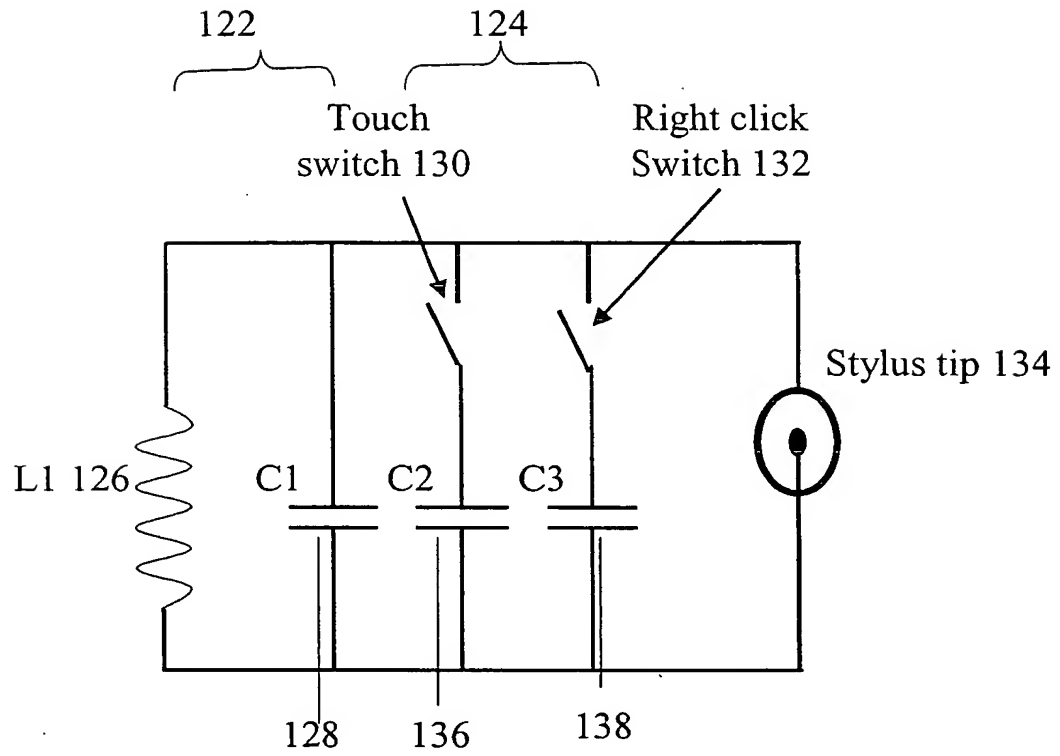 122
124
Touch
switch 130
Right click
Switch 132
Stylus tip 134
L1 126
C1
C2
C3
128
136
138